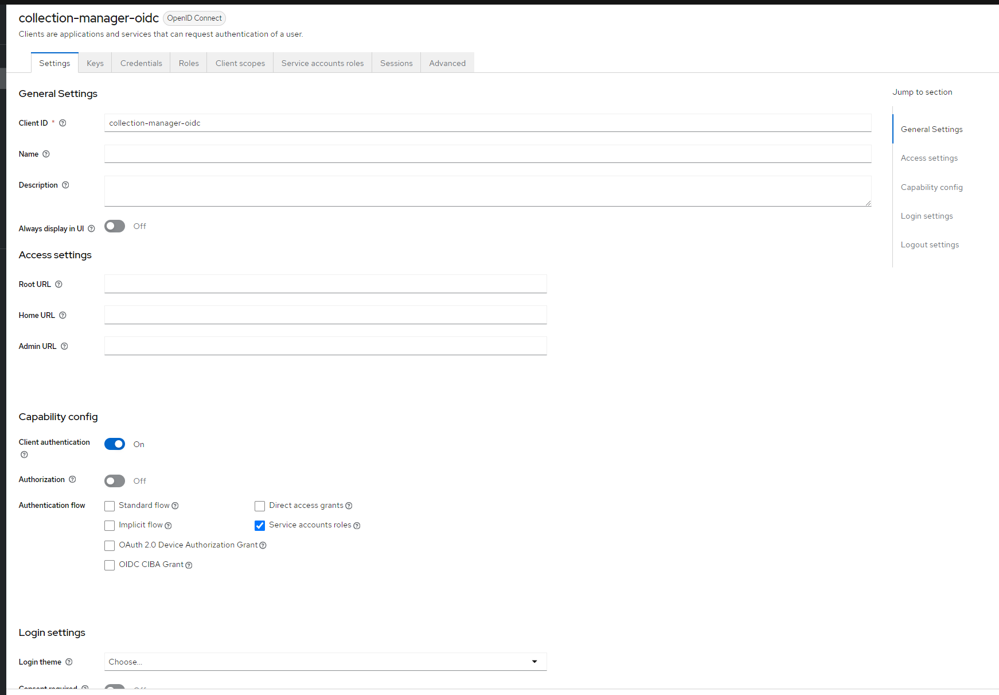 collection-manager-oidc OpenID Connect
Clients are applications and services that can request authentication of a user.
Settings Keys Credentials Roles Client scopes Service accounts roles Sessions Advanced
General Settings
Client ID * collection-manager-oidc
Name
Description
Always display in UI Off
Access settings
Root URL
Home URL
Admin URL
Capability config
Client authentication On
Authorization Off
Authentication flow Standard flow Direct access grants
Implicit flow Service accounts roles
OAuth 2.0 Device Authorization Grant
OIDC CIBA Grant
Login settings
Login theme Choose...
Consent required Off
Jump to section
General Settings
Access settings
Capability config
Login settings
Logout settings